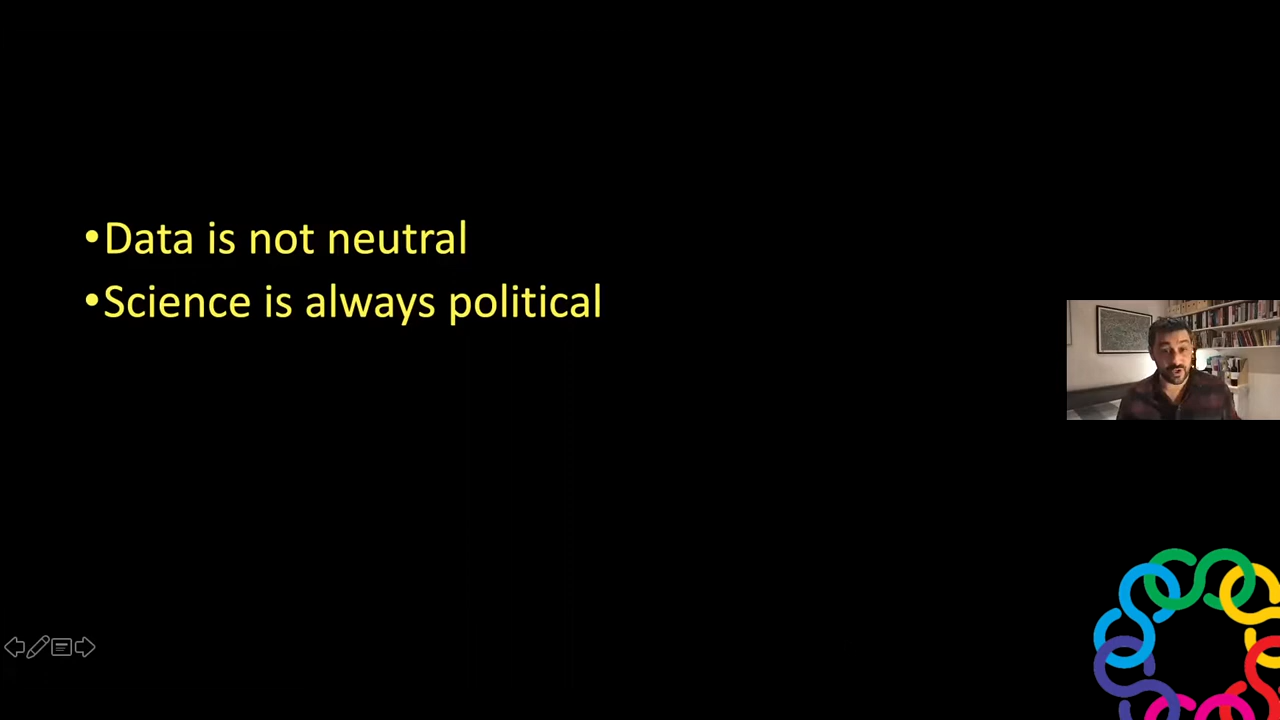 •Data is not neutral
•Science is always political